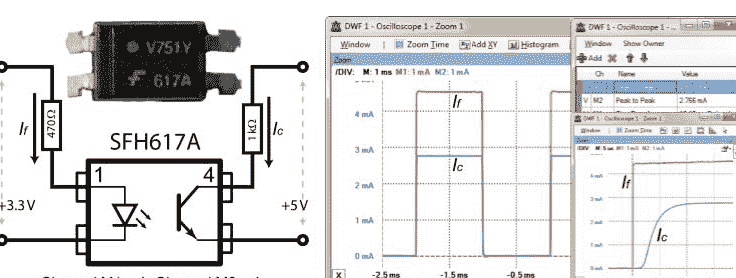 V751Y
617A
If
470Ω
1kΩ
Ic
SFH617A
1
4
+3.3V
+5V
DWF 1 - Oscilloscope 1 - Zoom 1
Window
Zoom Time
Add XY
Histogram
Zoom
/DIV: M: 1 ms M1: 1 mA M2: 1 mA
4 mA
3 mA
2 mA
1 mA
0 mA
If
Ic
X
-2.5 ms
-1.5 ms
-0.5 ms
DWF 1 - Oscilloscope 1 - ...
Window
Show Owner
Add
Ch
Name
Value
V
M2
Peak to Peak
2.766 mA
DWF 1 - Oscilloscope 1 - Zoom 1
Window
Zoom Time
If
Ic